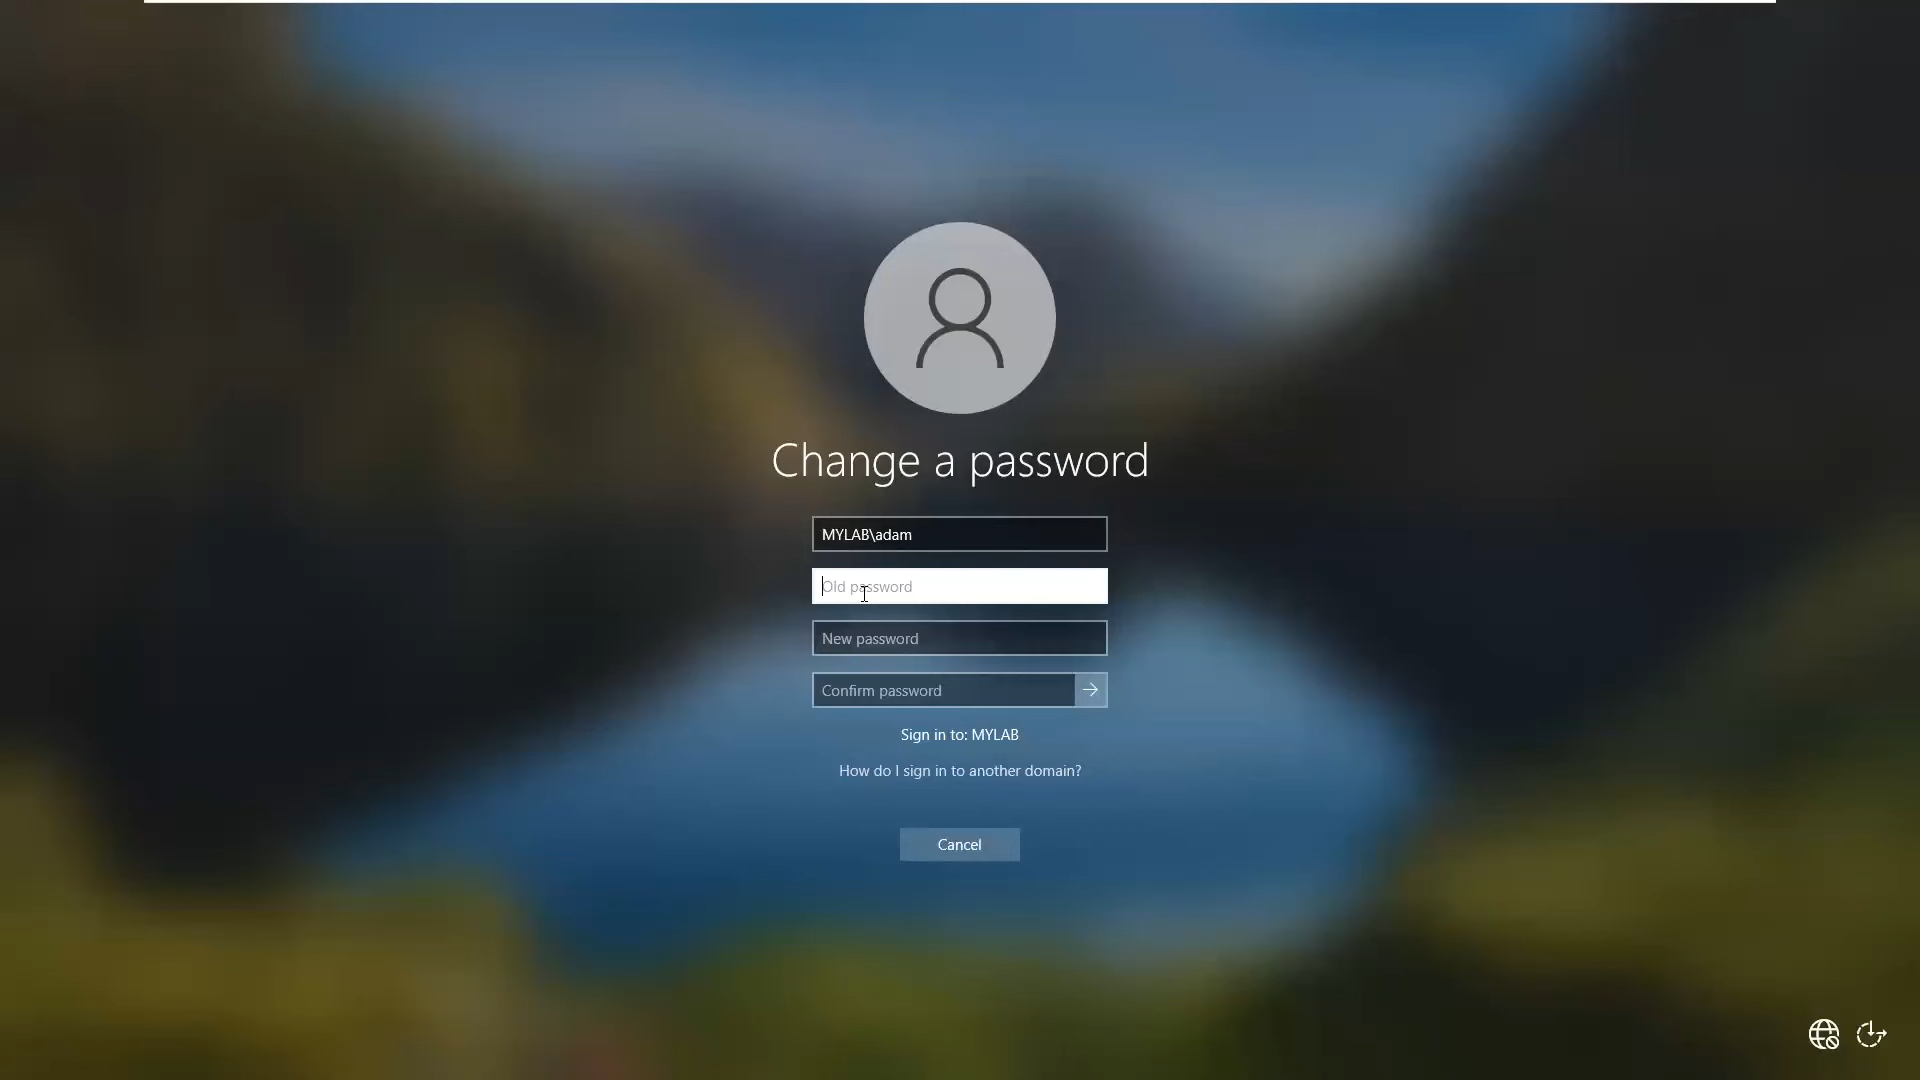 Change a password
MYLAB\adam
Old password
New password
Confirm password
Sign in to: MYLAB
How do I sign in to another domain?
Cancel